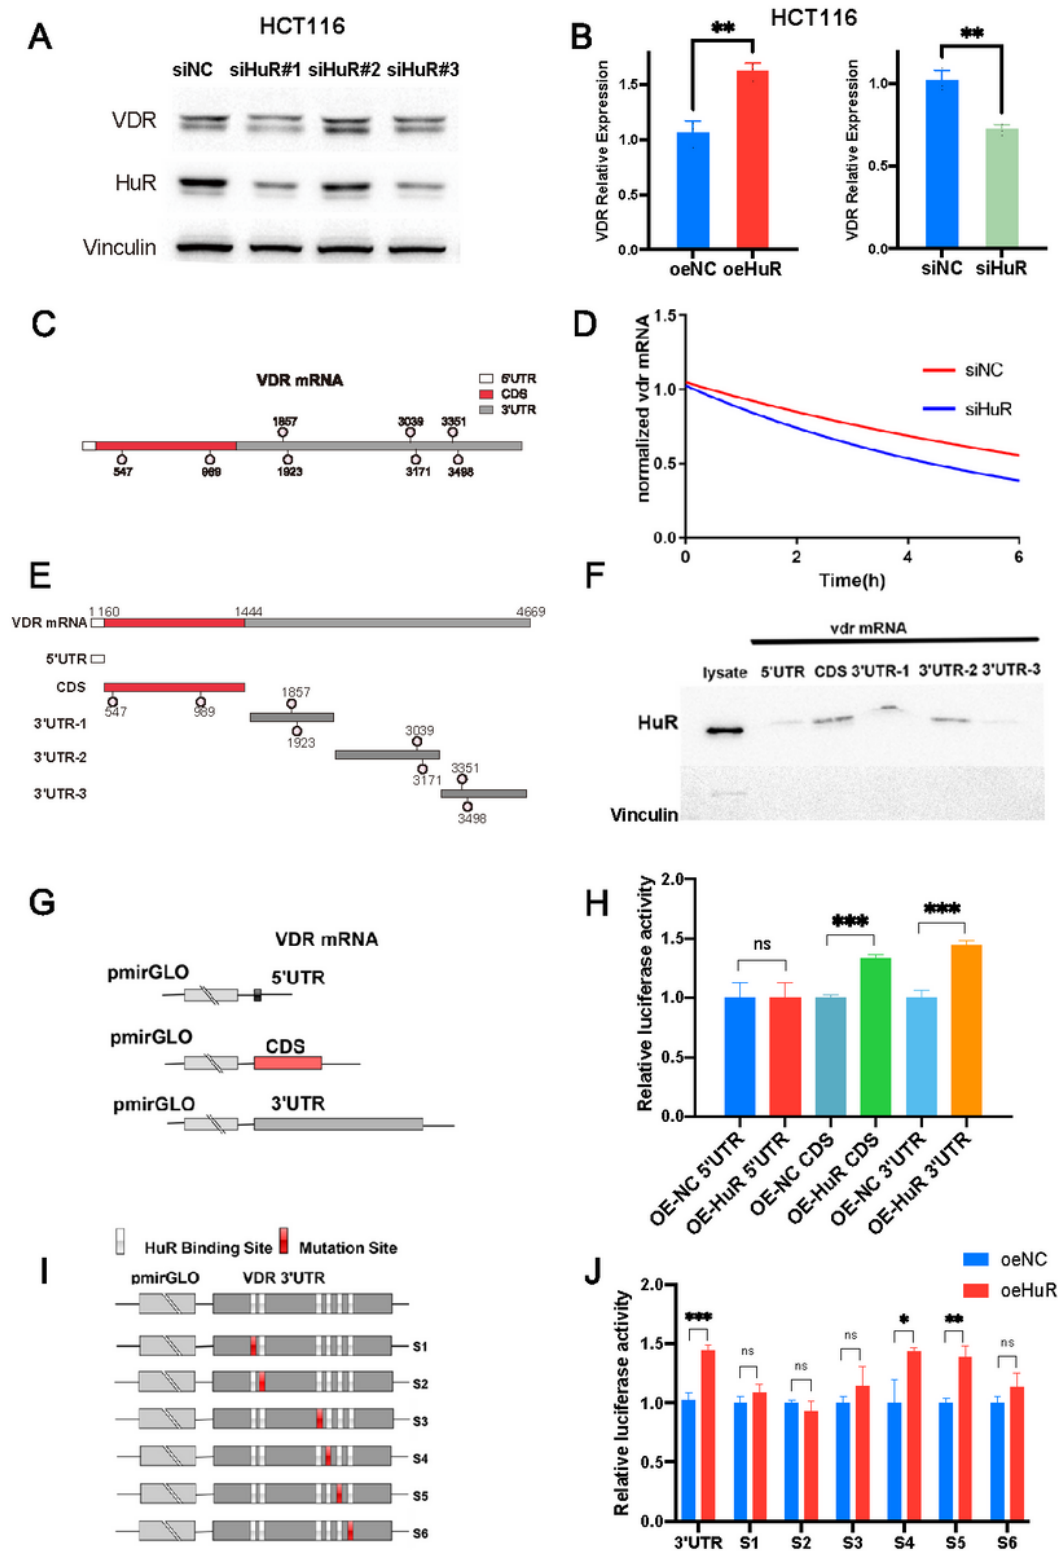 A
HCT116
siNC siHuR#1 siHuR#2 siHuR#3
VDR
HuR
Vinculin
B
HCT116
**
VDR Relative Expression
1.5
1.0
0.5
0.0
oeNC oeHuR
**
VDR Relative Expression
1.0
0.5
0.0
siNC siHuR
C
VDR mRNA
5'UTR
CDS
3'UTR
1857 3039 3351
547 989 1923 3171 3498
D
normalized vdr mRNA
1.5
1.0
0.5
0.0
siNC
siHuR
0 2 4 6
Time(h)
E
1 160 1444 4669
VDR mRNA
5'UTR
CDS
547 989
1857
3'UTR-1
1923
3039
3'UTR-2
3171 3351
3'UTR-3
3498
F
vdr mRNA
lysate 5'UTR CDS 3'UTR-1 3'UTR-2 3'UTR-3
HuR
Vinculin
G
VDR mRNA
pmirGLO 5'UTR
pmirGLO CDS
pmirGLO 3'UTR
H
Relative luciferase activity
2.0
1.5
1.0
0.5
0.0
ns
***
***
OE-NC 5'UTR
OE-HuR 5'UTR
OE-NC CDS
OE-HuR CDS
OE-NC 3'UTR
OE-HuR 3'UTR
I
HuR Binding Site Mutation Site
pmirGLO VDR 3'UTR
S1
S2
S3
S4
S5
S6
J
oeNC
oeHuR
Relative luciferase activity
2.0
1.5
1.0
0.5
0.0
*** ns ns ns * ** ns
3'UTR S1 S2 S3 S4 S5 S6